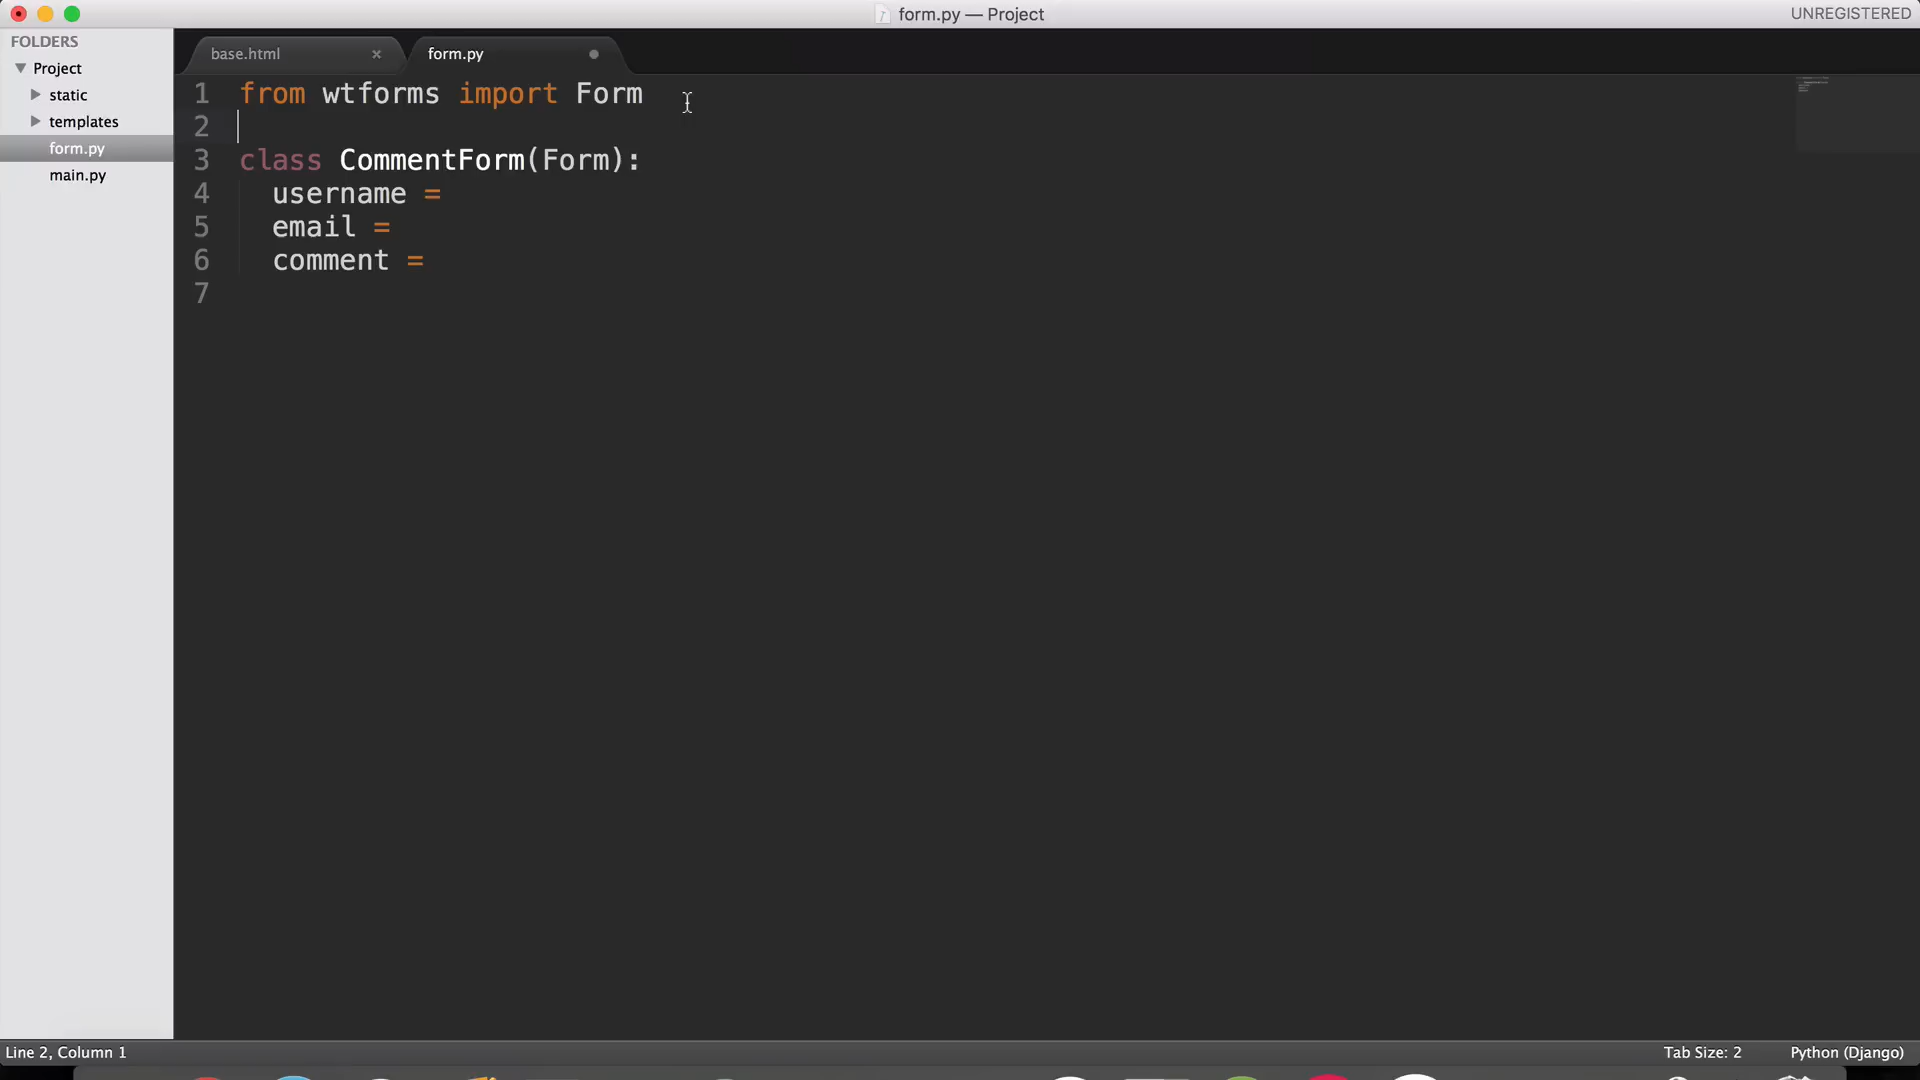 form.py — Project
UNREGISTERED
FOLDERS
Project
static
templates
form.py
main.py
base.html ×
form.py
1 from wtforms import Form
2
3 class CommentForm(Form):
4 username =
5 email =
6 comment =
7
Line 2, Column 1
Tab Size: 2
Python (Django)